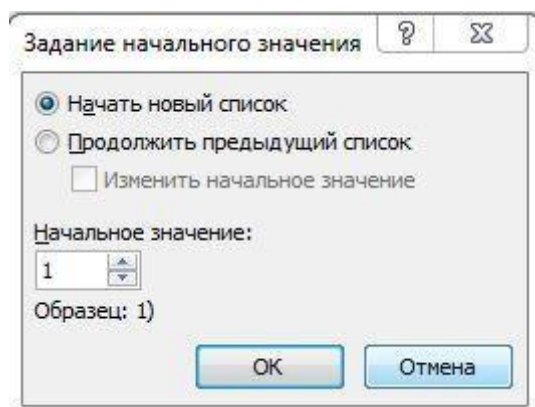 Задание начального значения
Начать новый список
Продолжить предыдущий список
Изменить начальное значение
Начальное значение:
1
Образец: 1)
ОК Отмена